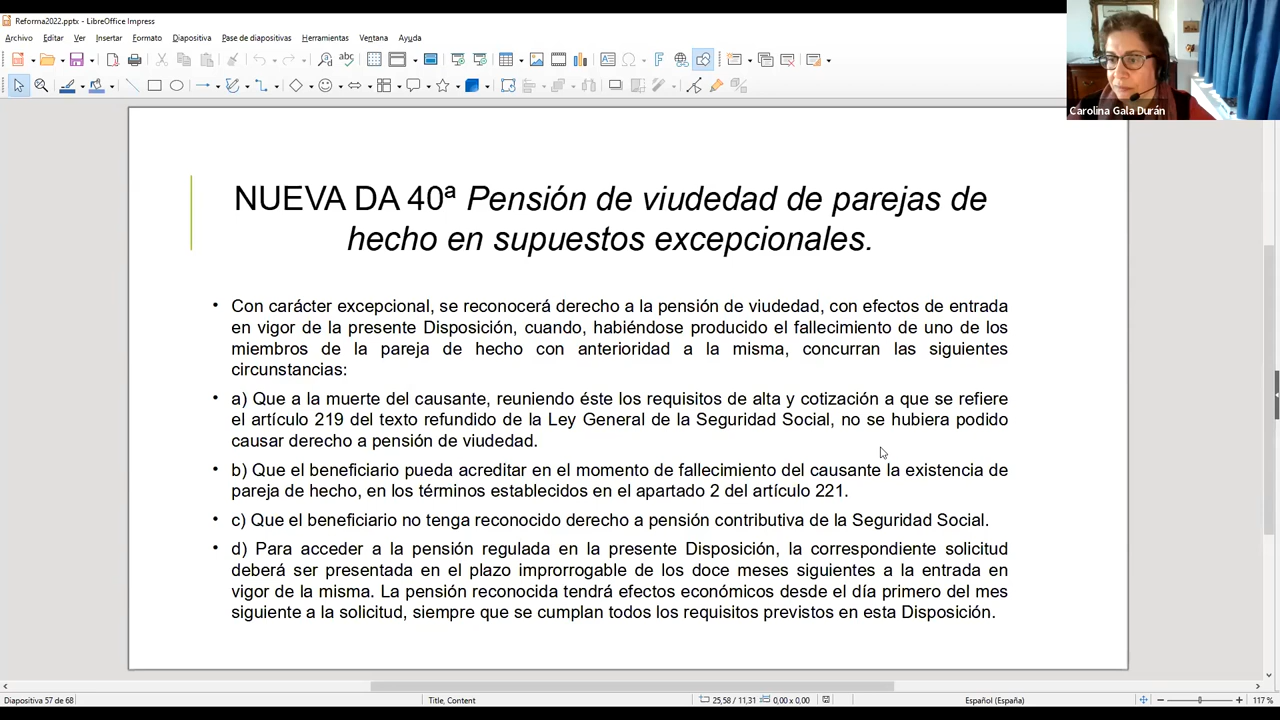 Reforma2022.pptx - LibreOffice Impress
Archivo Editar Ver Insertar Formato Diapositiva Pase de diapositivas Herramientas Ventana Ayuda
Carolina Gala Durán
NUEVA DA 40ª Pensión de viudedad de parejas de
hecho en supuestos excepcionales.
• Con carácter excepcional, se reconocerá derecho a la pensión de viudedad, con efectos de entrada
en vigor de la presente Disposición, cuando, habiéndose producido el fallecimiento de uno de los
miembros de la pareja de hecho con anterioridad a la misma, concurran las siguientes
circunstancias:
• a) Que a la muerte del causante, reuniendo éste los requisitos de alta y cotización a que se refiere
el artículo 219 del texto refundido de la Ley General de la Seguridad Social, no se hubiera podido
causar derecho a pensión de viudedad.
• b) Que el beneficiario pueda acreditar en el momento de fallecimiento del causante la existencia de
pareja de hecho, en los términos establecidos en el apartado 2 del artículo 221.
• c) Que el beneficiario no tenga reconocido derecho a pensión contributiva de la Seguridad Social.
• d) Para acceder a la pensión regulada en la presente Disposición, la correspondiente solicitud
deberá ser presentada en el plazo improrrogable de los doce meses siguientes a la entrada en
vigor de la misma. La pensión reconocida tendrá efectos económicos desde el día primero del mes
siguiente a la solicitud, siempre que se cumplan todos los requisitos previstos en esta Disposición.
Diapositiva 57 de 68 Title, Content 25,58 / 11,31 0,00 x 0,00 Español (España) 117 %